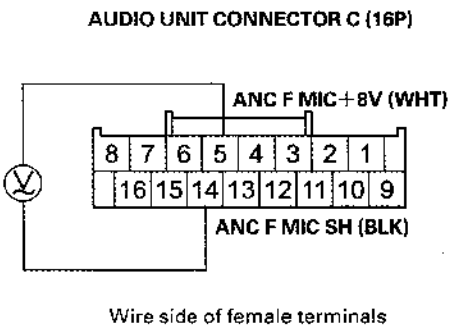 AUDIO UNIT CONNECTOR C (16P)
ANC F MIC+8V (WHT)
8 7 6 5 4 3 2 1
V
16 15 14 13 12 11 10 9
ANC F MIC SH (BLK)
Wire side of female terminals